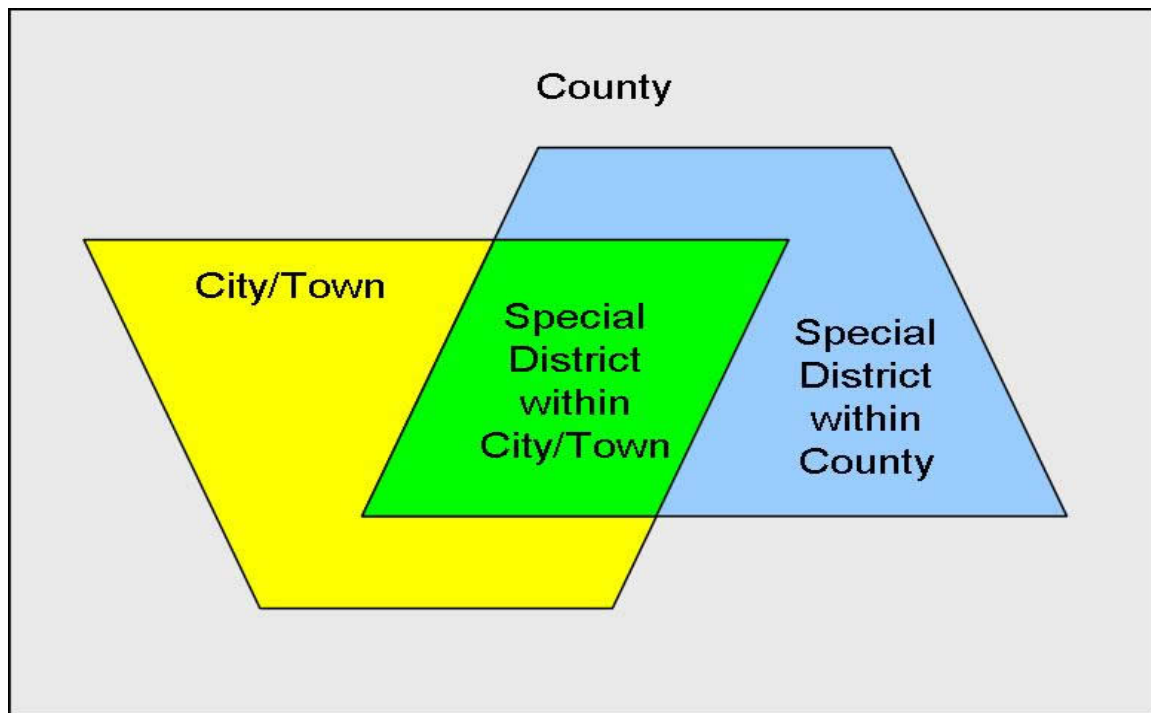 County
City/Town
Special
District
within
City/Town
Special
District
within
County